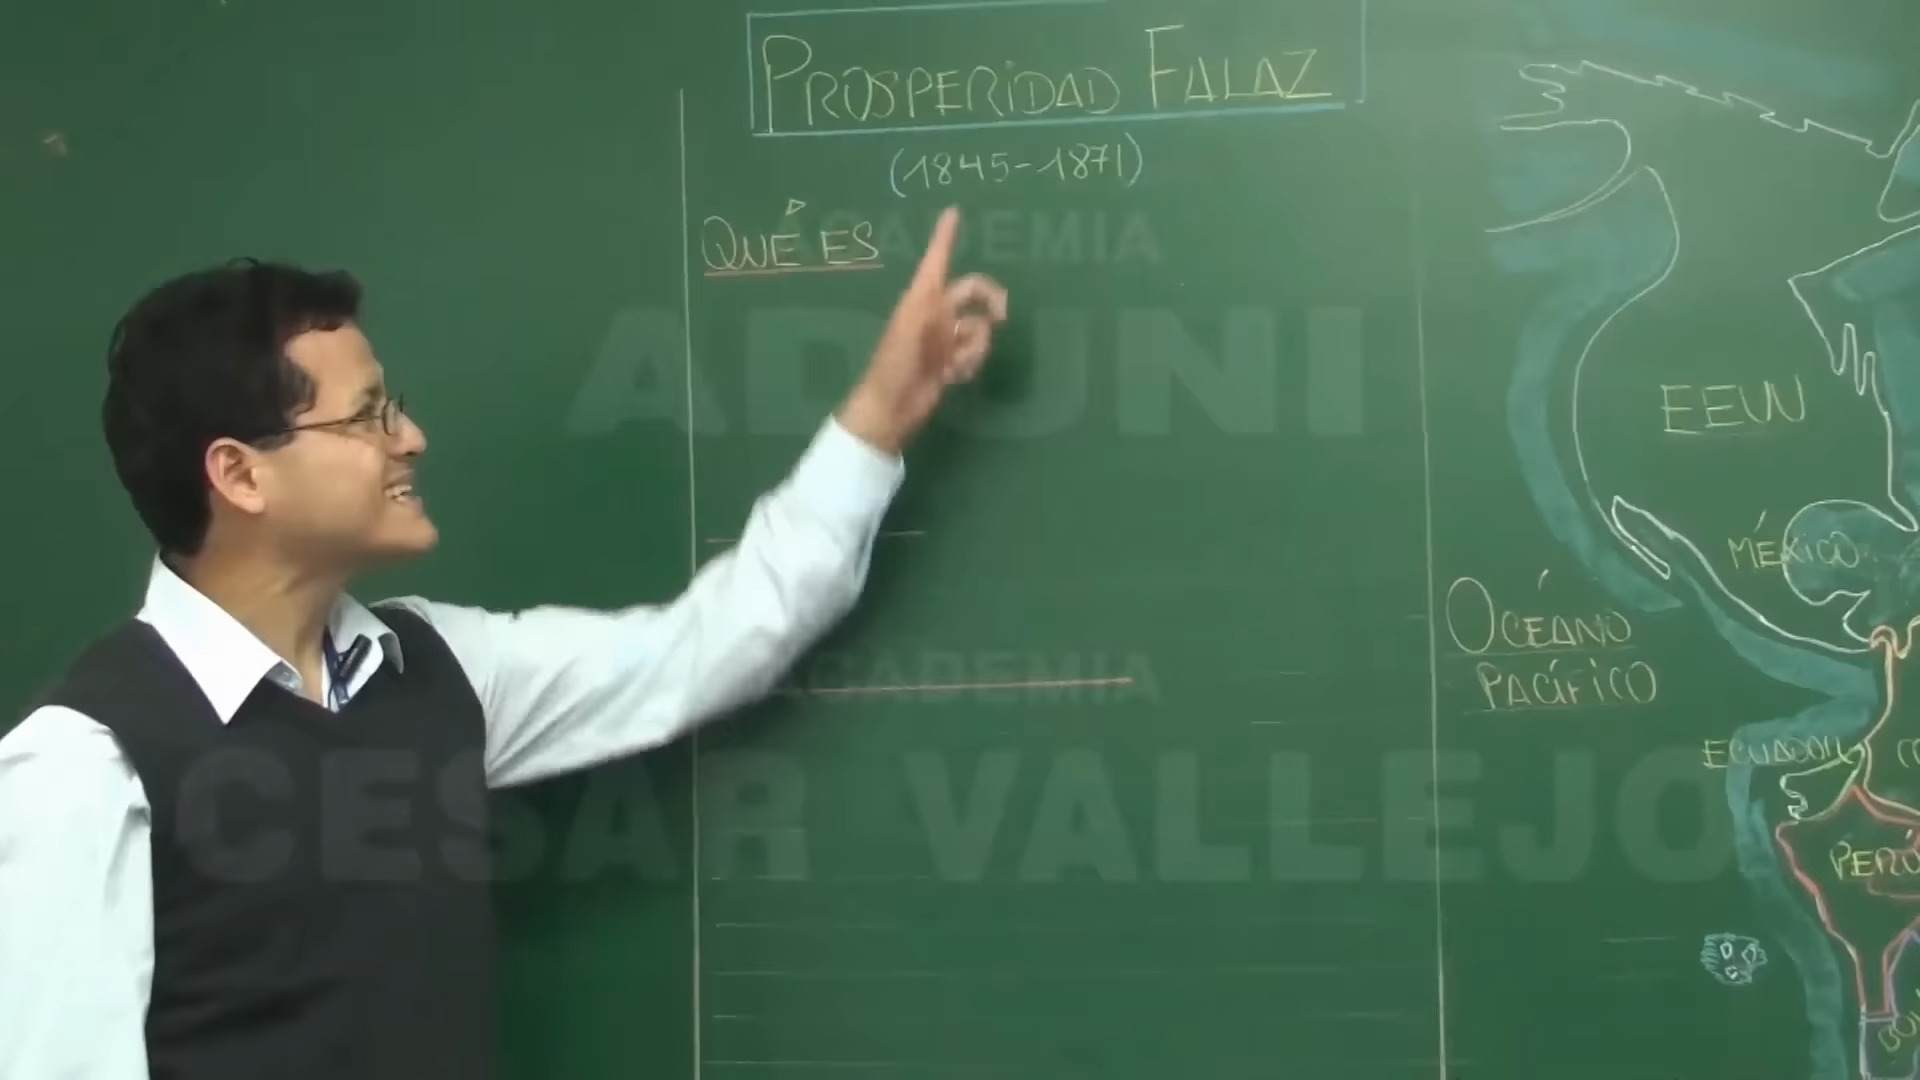 PROSPERIDAD FALAZ
(1845-1871)
QUÉ ES
ACADEMIA
ADUNI
ACADEMIA
CESAR VALLEJO
EEUU
MÉXICO
OCÉANO
PACÍFICO
ECUADOR
PERÚ